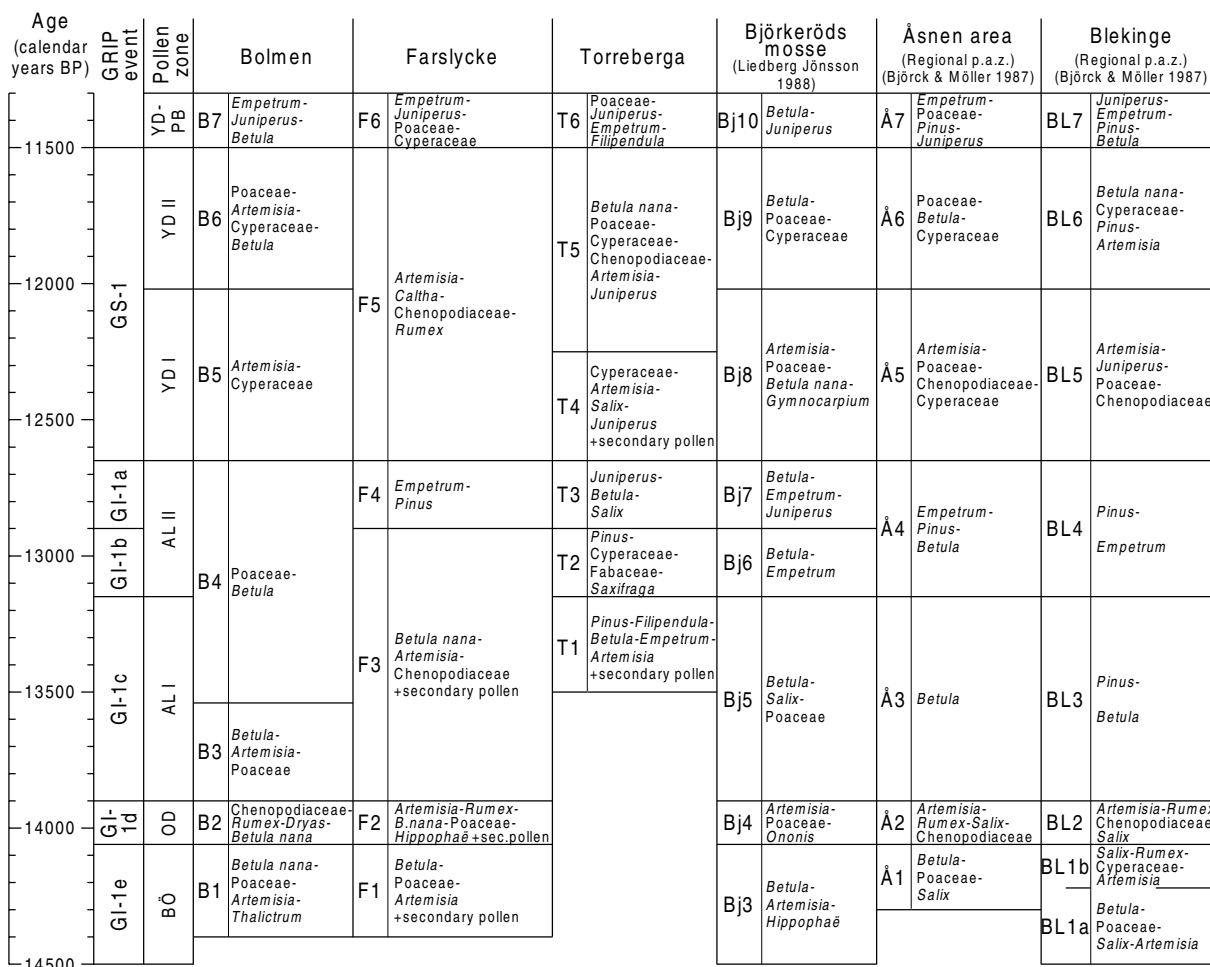 Age
(calendar
years BP)
GRIP
event
Pollen
zone
Bolmen
Farslycke
Torreberga
Björkeröds
mosse
(Liedberg Jönsson
1988)
Åsnen area
(Regional p.a.z.)
(Björck & Möller 1987)
Blekinge
(Regional p.a.z.)
(Björck & Möller 1987)
11500
12000
12500
13000
13500
14000
14500
GS-1
GI-1a
GI-1b
GI-1c
GI-
1d
GI-1e
YD-
PB
YD II
YD I
AL II
AL I
OD
BÖ
B7
Empetrum-
Juniperus-
Betula
B6
Poaceae-
Artemisia-
Cyperaceae-
Betula
B5
Artemisia-
Cyperaceae
B4
Poaceae-
Betula
B3
Betula-
Artemisia-
Poaceae
B2
Chenopodiaceae-
Rumex-Dryas-
Betula nana
B1
Betula nana-
Poaceae-
Artemisia-
Thalictrum
F6
Empetrum-
Juniperus-
Poaceae-
Cyperaceae
F5
Artemisia-
Caltha-
Chenopodiaceae-
Rumex
F4
Empetrum-
Pinus
F3
Betula nana-
Artemisia-
Chenopodiaceae
+secondary pollen
F2
Artemisia-Rumex-
B.nana-Poaceae-
Hippophaë+sec.pollen
F1
Betula-
Poaceae-
Artemisia
+secondary pollen
T6
Poaceae-
Juniperus-
Empetrum-
Filipendula
T5
Betula nana-
Poaceae-
Cyperaceae-
Chenopodiaceae-
Artemisia-
Juniperus
T4
Cyperaceae-
Artemisia-
Salix-
Juniperus
+secondary pollen
T3
Juniperus-
Betula-
Salix
T2
Pinus-
Cyperaceae-
Fabaceae-
Saxifraga
T1
Pinus-Filipendula-
Betula-Empetrum-
Artemisia
+secondary pollen
Bj10
Betula-
Juniperus
Bj9
Betula-
Poaceae-
Cyperaceae
Bj8
Artemisia-
Poaceae-
Betula nana-
Gymnocarpium
Bj7
Betula-
Empetrum-
Juniperus
Bj6
Betula-
Empetrum
Bj5
Betula-
Salix-
Poaceae
Bj4
Artemisia-
Poaceae-
Ononis
Bj3
Betula-
Artemisia-
Hippophaë
Å7
Empetrum-
Poaceae-
Pinus-
Juniperus
Å6
Poaceae-
Betula-
Cyperaceae
Å5
Artemisia-
Poaceae-
Chenopodiaceae-
Cyperaceae
Å4
Empetrum-
Pinus-
Betula
Å3
Betula
Å2
Artemisia-
Rumex-Salix-
Chenopodiaceae
Å1
Betula-
Poaceae-
Salix
BL7
Juniperus-
Empetrum-
Pinus-
Betula
BL6
Betula nana-
Cyperaceae-
Pinus-
Artemisia
BL5
Artemisia-
Juniperus-
Poaceae-
Chenopodiaceae
BL4
Pinus-
Empetrum
BL3
Pinus-
Betula
BL2
Artemisia-Rumex
Chenopodiaceae
Salix
BL1b
Salix-Rumex-
Cyperaceae-
Artemisia
BL1a
Betula-
Poaceae-
Salix-Artemisia